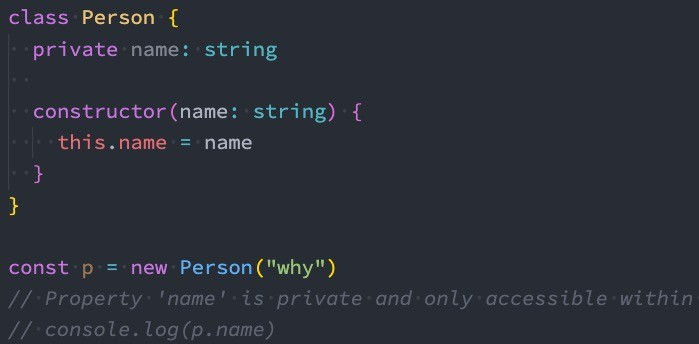 class Person {
  private name: string
  
  constructor(name: string) {
    this.name = name
  }
}

const p = new Person("why")
// Property 'name' is private and only accessible within
// console.log(p.name)